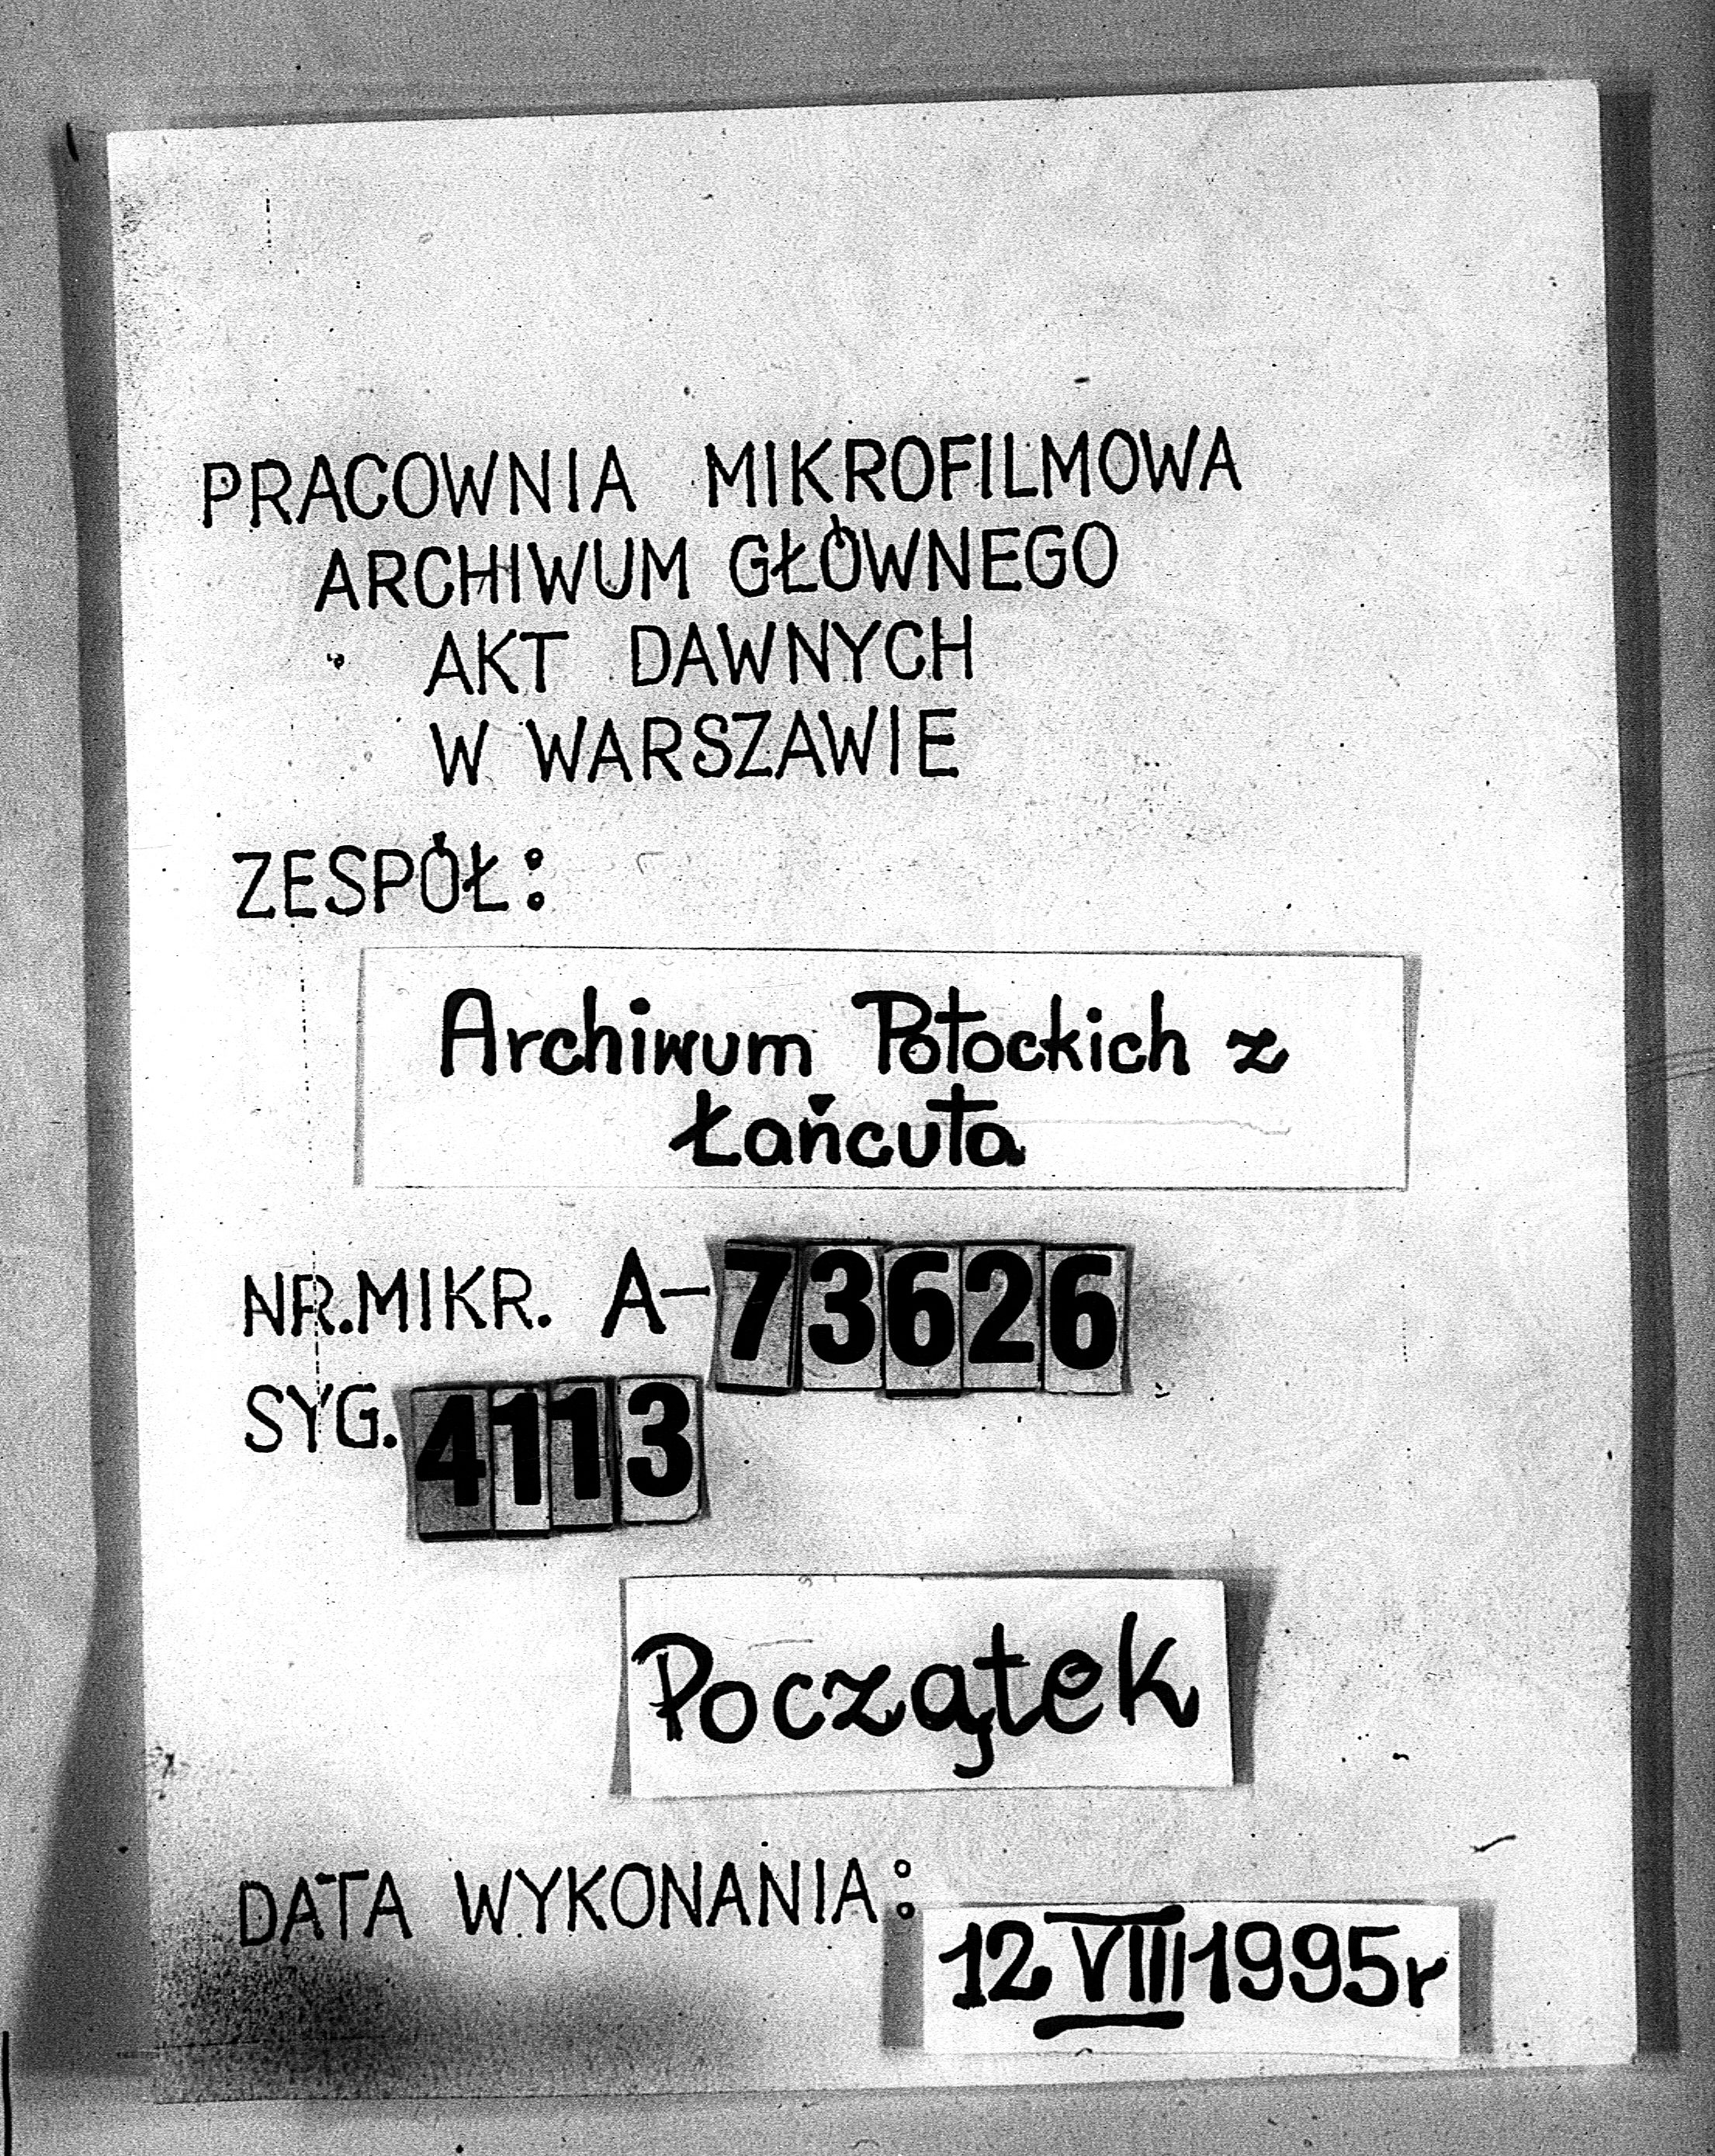 PRACOWNIA MIKROFILMOWA
ARCHIWUM GŁÓWNEGO
AKT DAWNYCH
W WARSZAWIE
ZESPÓŁ:
Archiwum Potockich z
Łańcuta
NR.MIKR. A-73626
SYG. 4113
Początek
DATA WYKONANIA:
12 VIII 1995r